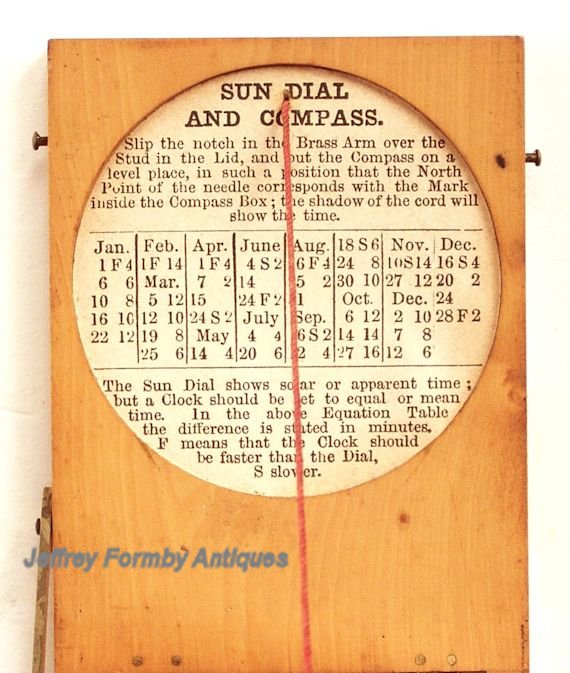 SUN DIAL
AND COMPASS.
Slip the notch in the Brass Arm over the
Stud in the Lid, and put the Compass on a
level place, in such a position that the North
Point of the needle corresponds with the Mark
inside the Compass Box; the shadow of the cord will
show the time.
Jan. Feb. Apr. June Aug. 18 S 6 Nov. Dec.
1 F 4 1 F 14 1 F 4 4 S 2 6 F 4 24 8 10 S 14 16 S 4
6 6 Mar. 7 2 14 2 30 10 27 12 20 2
10 8 5 12 15 24 F 2 Oct. Dec. 24
16 10 12 10 24 S 2 July Sep. 6 12 2 10 28 F 2
22 12 19 8 May 4 4 6 S 2 14 14 7 8
25 6 14 4 20 6 4 27 16 12 6
The Sun Dial shows solar or apparent time;
but a Clock should be set to equal or mean
time. In the above Equation Table
the difference is stated in minutes.
F means that the Clock should
be faster than the Dial,
S slower.
Jeffrey Formby Antiques